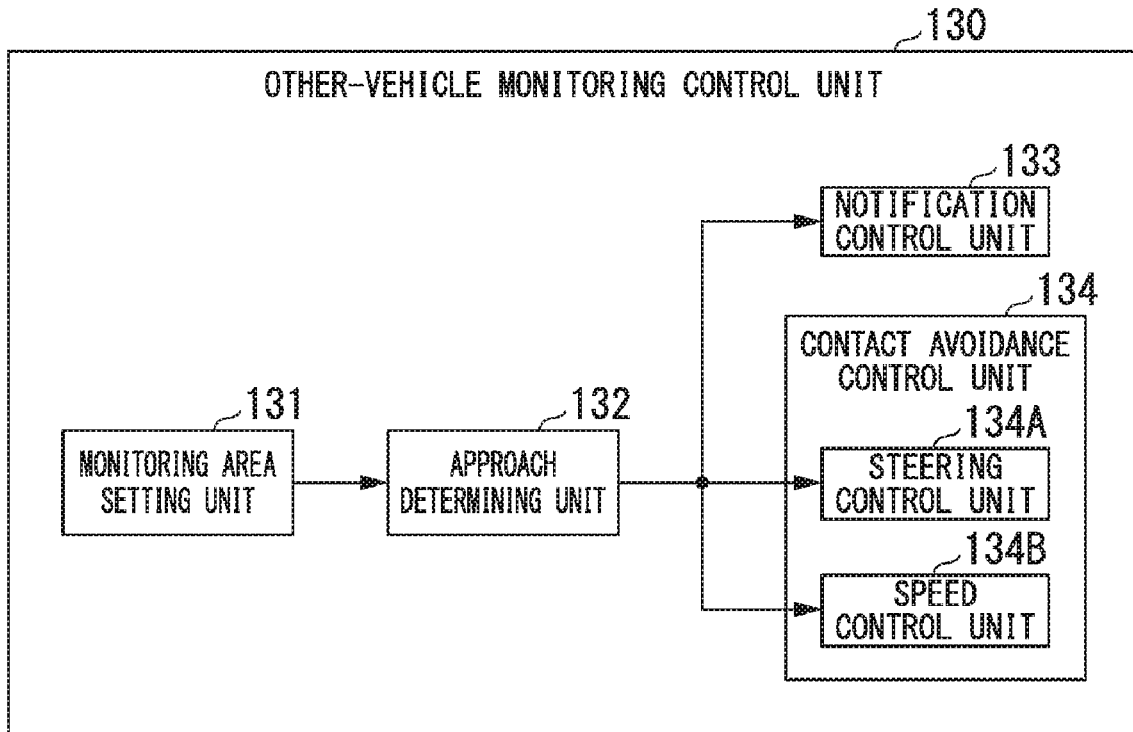 130
OTHER-VEHICLE MONITORING CONTROL UNIT
133
NOTIFICATION
CONTROL UNIT
134
CONTACT AVOIDANCE
CONTROL UNIT
131
MONITORING AREA
SETTING UNIT
132
APPROACH
DETERMINING UNIT
134A
STEERING
CONTROL UNIT
134B
SPEED
CONTROL UNIT